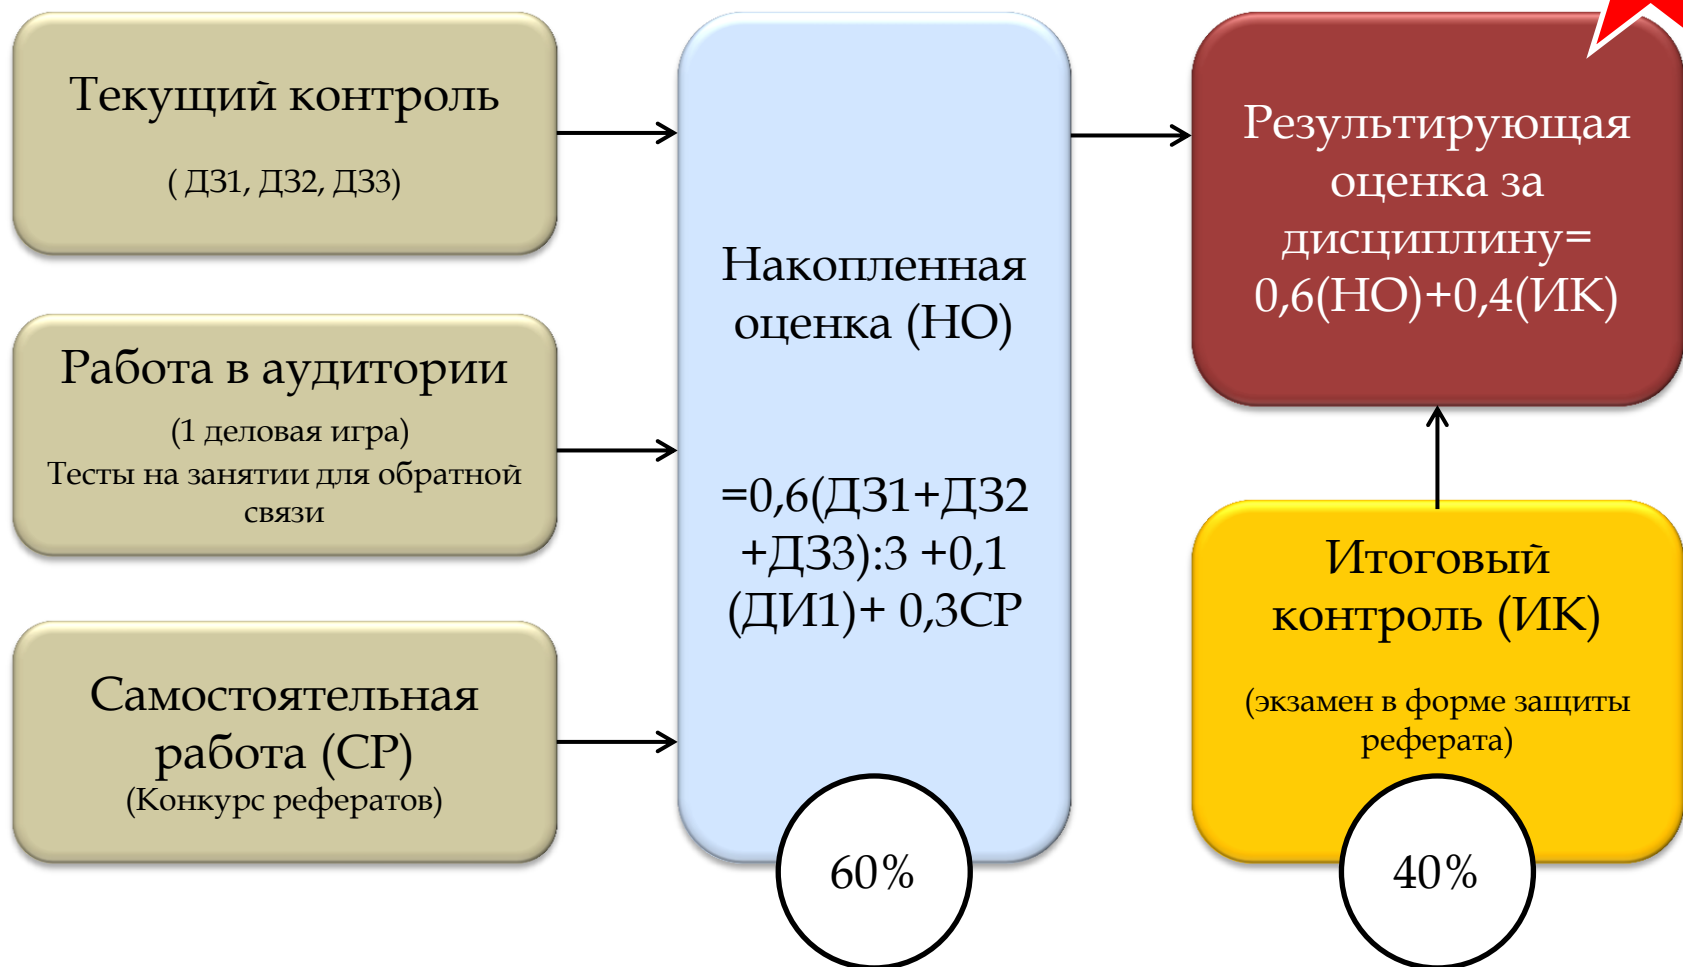 Текущий контроль
( ДЗ1, ДЗ2, ДЗ3)
Работа в аудитории
(1 деловая игра)
Тесты на занятии для обратной
связи
Самостоятельная
работа (СР)
(Конкурс рефератов)
Накопленная
оценка (НО)
=0,6(ДЗ1+ДЗ2
+ДЗ3):3 +0,1
(ДИ1)+ 0,3СР
60%
Результирующая
оценка за
дисциплину=
0,6(НО)+0,4(ИК)
Итоговый
контроль (ИК)
(экзамен в форме защиты
реферата)
40%